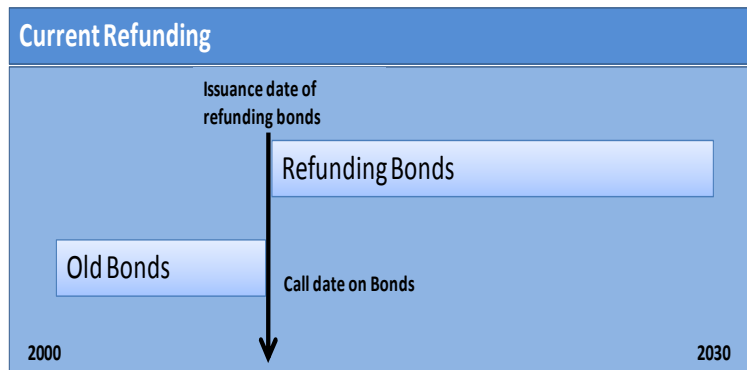 Current Refunding
Issuance date of
refunding bonds
Refunding Bonds
Old Bonds
Call date on Bonds
2000
2030